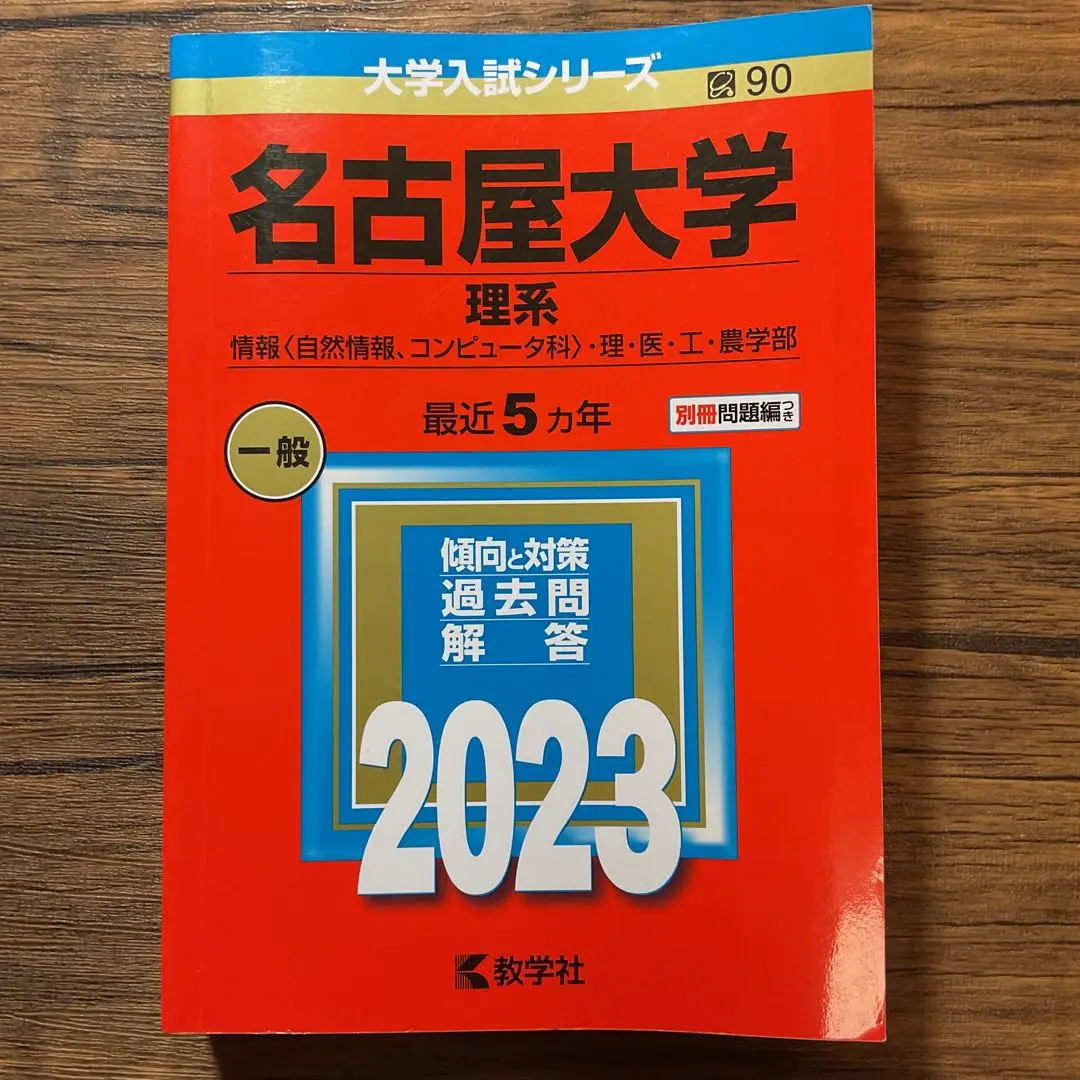 大学入試シリーズ
90
名古屋大学
理系
情報〈自然情報、コンピュータ科〉・理・医・工・農学部
最近5ヵ年
別冊問題編つき
一般
傾向と対策
過去問
解答
2023
教学社